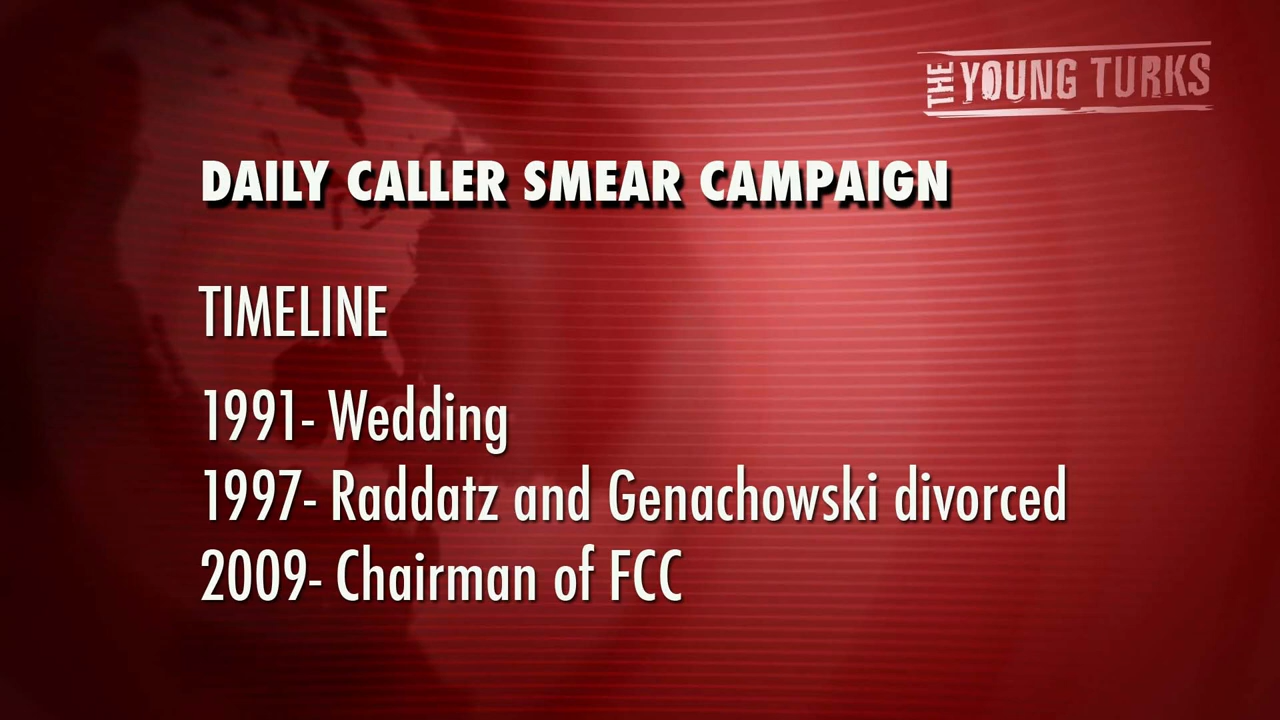 THE YOUNG TURKS
DAILY CALLER SMEAR CAMPAIGN
TIMELINE
1991- Wedding
1997- Raddatz and Genachowski divorced
2009- Chairman of FCC